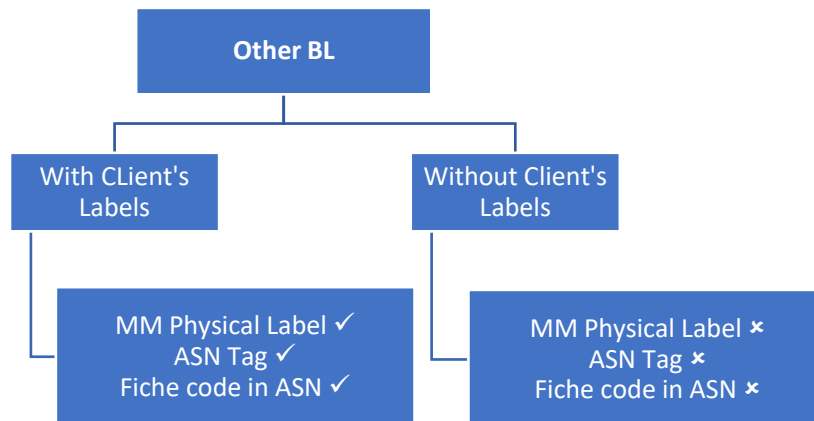 Other BL
With CLient's
Labels
Without Client's
Labels
MM Physical Label ✓
ASN Tag ✓
Fiche code in ASN ✓
MM Physical Label ×
ASN Tag ×
Fiche code in ASN ×